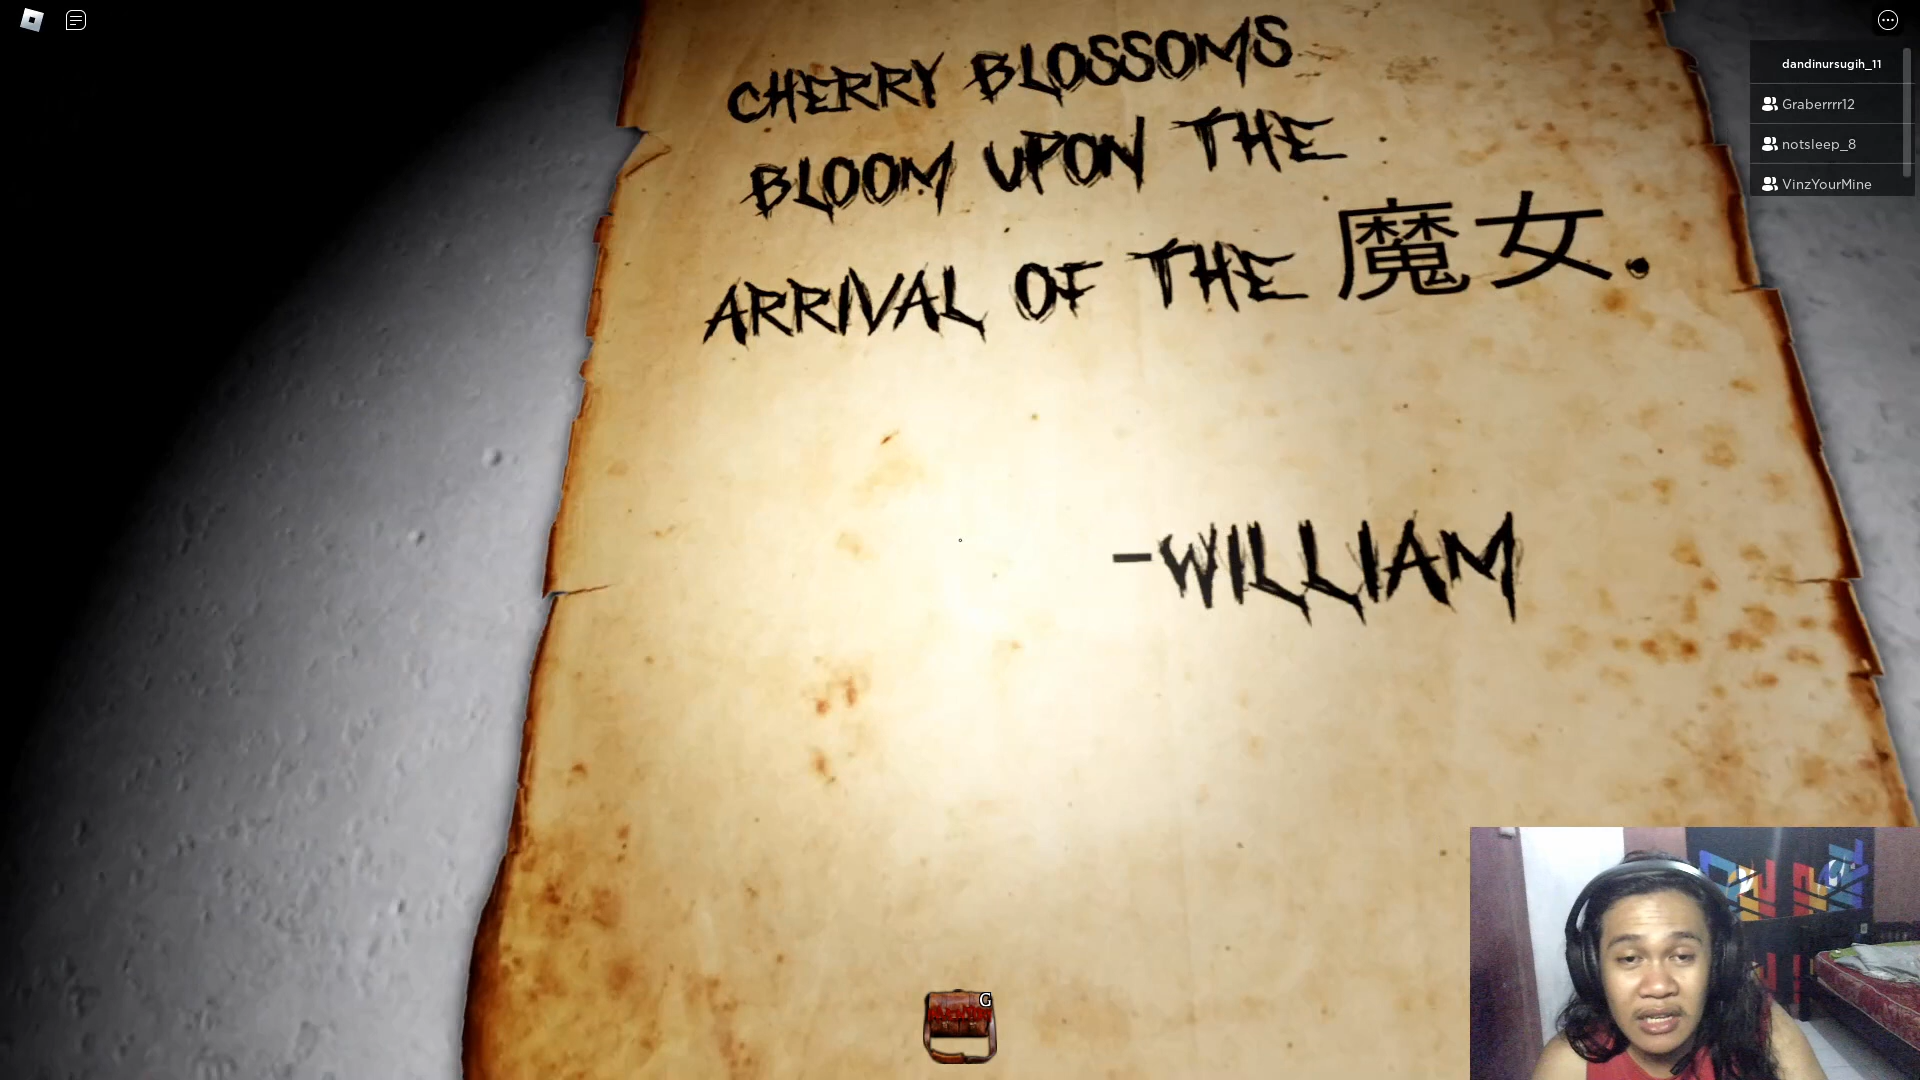 CHERRY BLOSSOMS
BLOOM UPON THE
ARRIVAL OF THE 魔女.
-WILLIAM
dandinursugih_11
Graberrrr12
notsleep_8
VinzYourMine
G